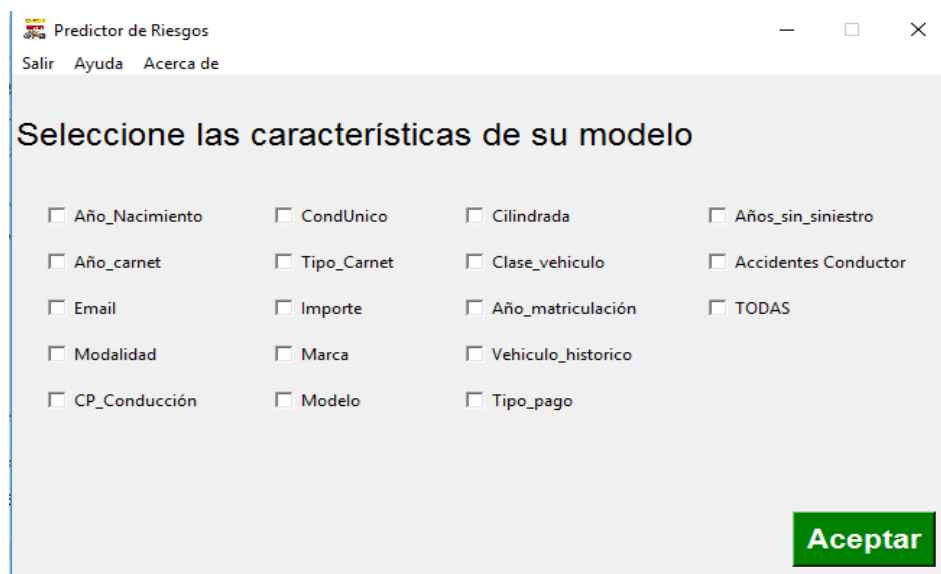 Predictor de Riesgos
Salir Ayuda Acerca de
Seleccione las características de su modelo
Año_Nacimiento CondUnico Cilindrada Años_sin_siniestro
Año_carnet Tipo_Carnet Clase_vehiculo Accidentes Conductor
Email Importe Año_matriculación TODAS
Modalidad Marca Vehiculo_historico
CP_Conducción Modelo Tipo_pago
Aceptar